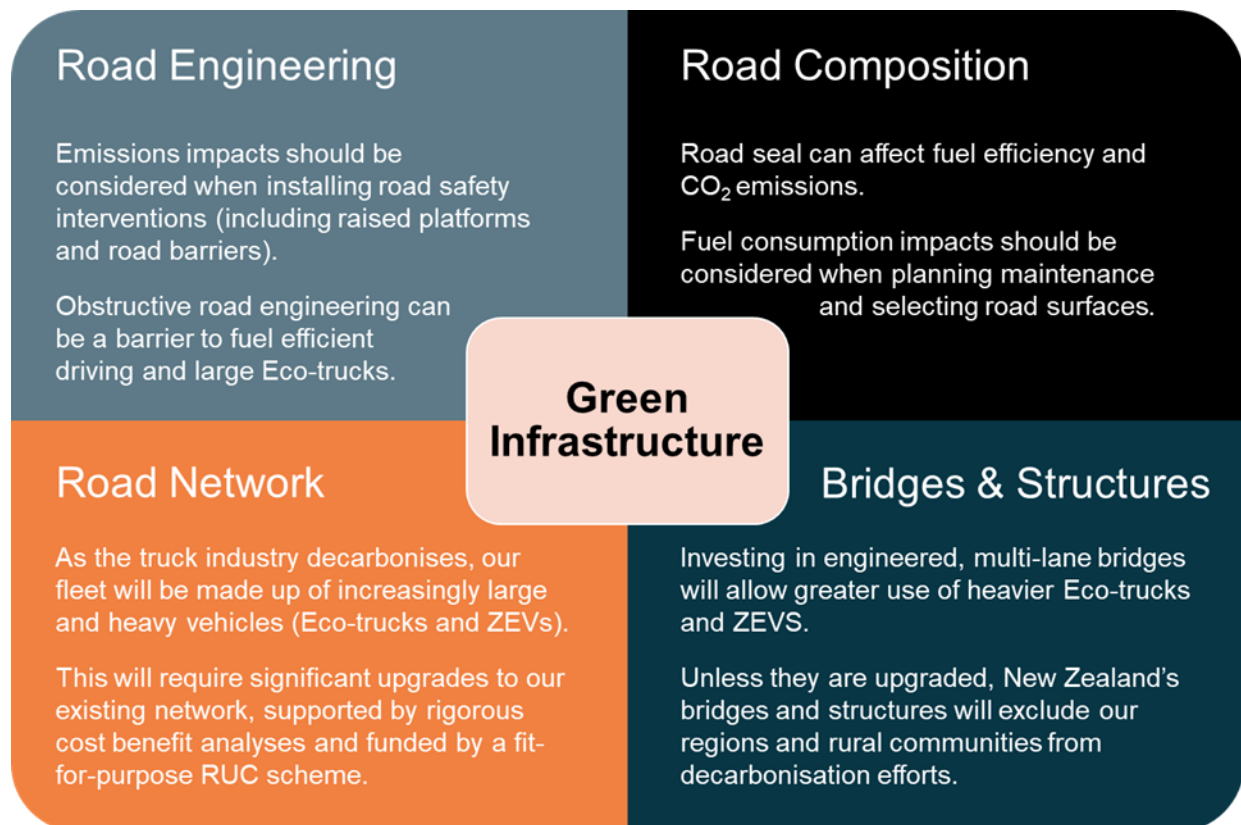 Road Engineering
Emissions impacts should be
considered when installing road safety
interventions (including raised platforms
and road barriers).
Obstructive road engineering can
be a barrier to fuel efficient
driving and large Eco-trucks.
Road Composition
Road seal can affect fuel efficiency and
CO₂ emissions.
Fuel consumption impacts should be
considered when planning maintenance
and selecting road surfaces.
Green
Infrastructure
Road Network
As the truck industry decarbonises, our
fleet will be made up of increasingly large
and heavy vehicles (Eco-trucks and ZEVs).
This will require significant upgrades to our
existing network, supported by rigorous
cost benefit analyses and funded by a fit-
for-purpose RUC scheme.
Bridges & Structures
Investing in engineered, multi-lane bridges
will allow greater use of heavier Eco-trucks
and ZEVS.
Unless they are upgraded, New Zealand’s
bridges and structures will exclude our
regions and rural communities from
decarbonisation efforts.